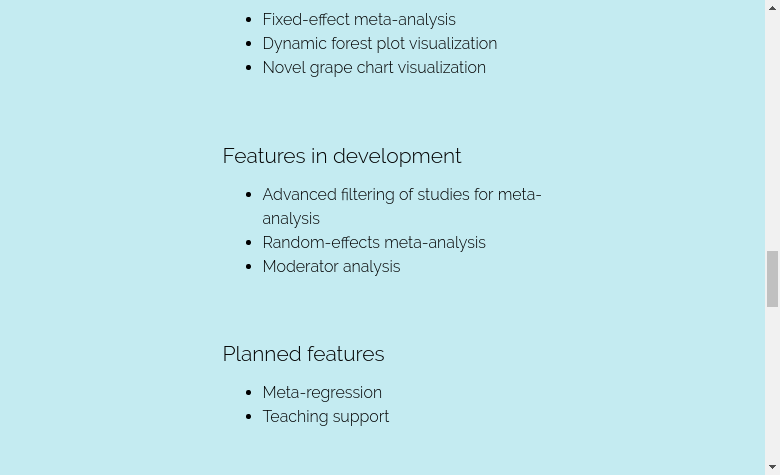 Fixed-effect meta-analysis
Dynamic forest plot visualization
Novel grape chart visualization
Features in development
Advanced filtering of studies for meta-
analysis
Random-effects meta-analysis
Moderator analysis
Planned features
Meta-regression
Teaching support